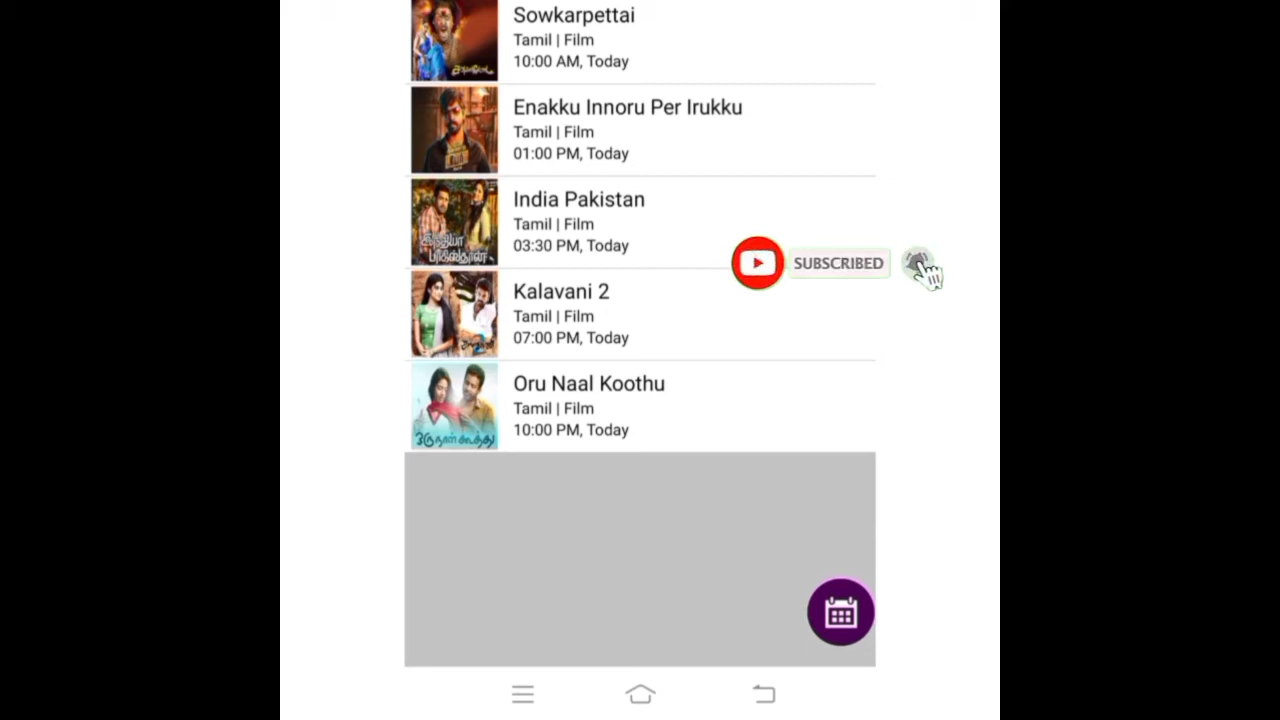 Sowkarpettai
Tamil | Film
10:00 AM, Today
Enakku Innoru Per Irukku
Tamil | Film
01:00 PM, Today
இந்தியா
பாகிஸ்தான்
India Pakistan
Tamil | Film
03:30 PM, Today
SUBSCRIBED
Kalavani 2
Tamil | Film
07:00 PM, Today
ஒரு நாள் கூத்து
Oru Naal Koothu
Tamil | Film
10:00 PM, Today